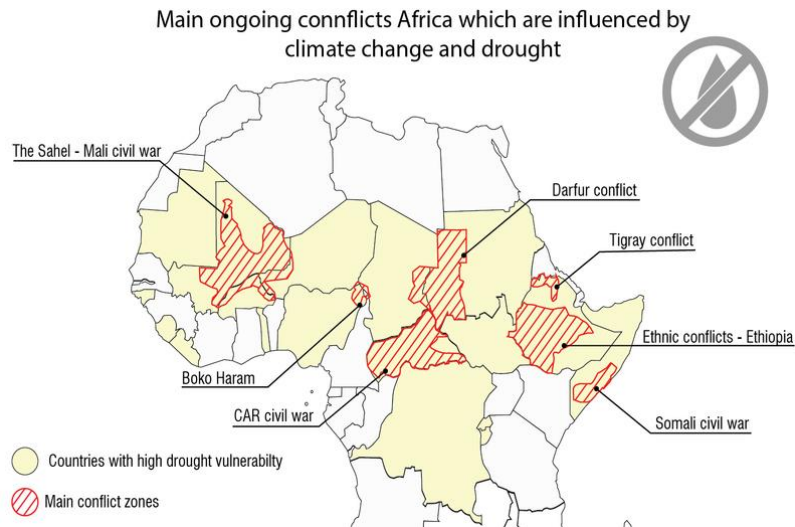 Main ongoing connflicts Africa which are influenced by
climate change and drought
The Sahel - Mali civil war
Darfur conflict
Tigray conflict
Ethnic conflicts - Ethiopia
Boko Haram
CAR civil war
Somali civil war
Countries with high drought vulnerabilty
Main conflict zones